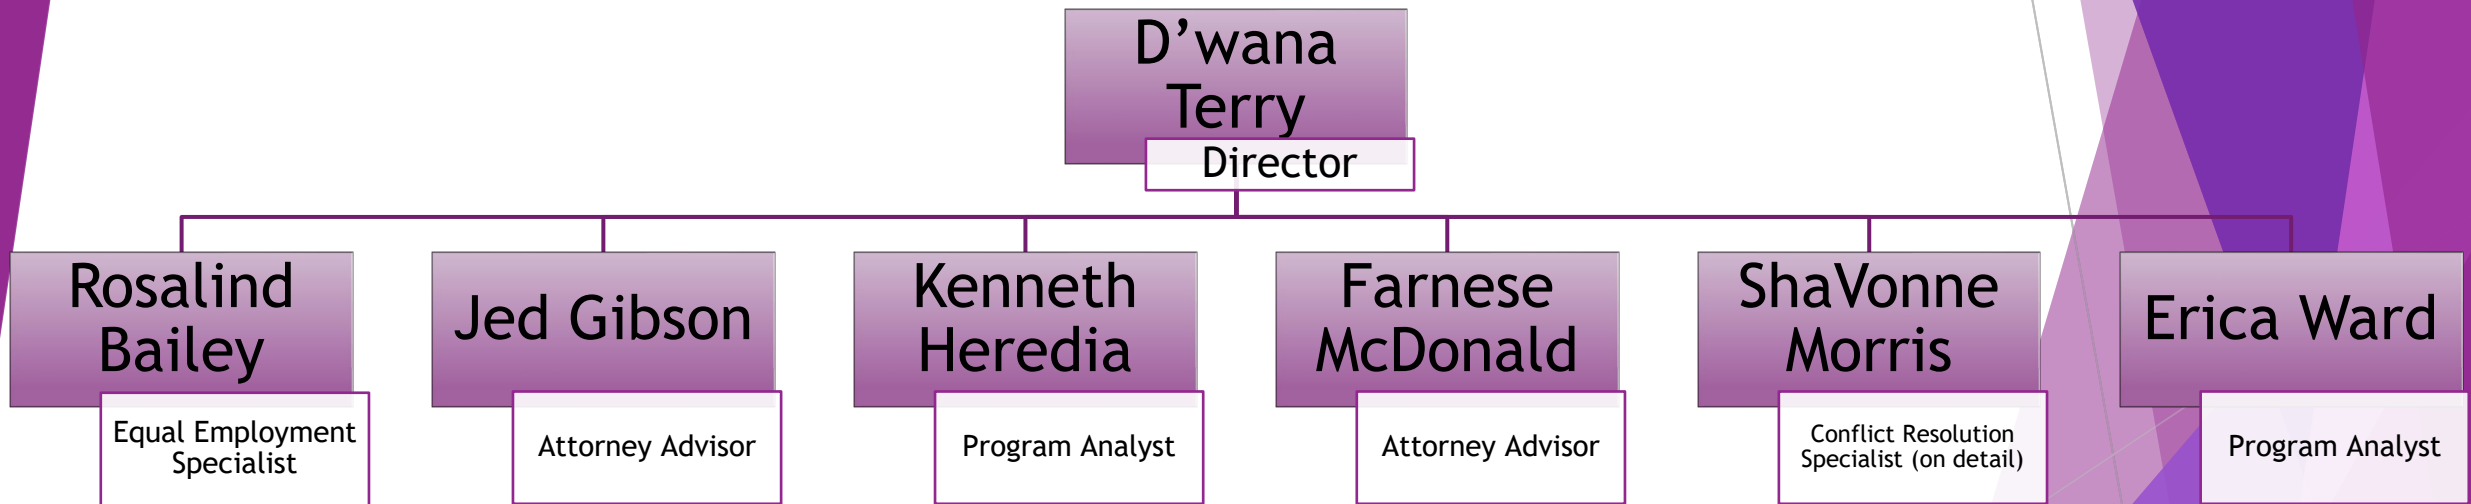 D’wana
Terry
Director
Rosalind
Bailey
Equal Employment
Specialist
Jed Gibson
Attorney Advisor
Kenneth
Heredia
Program Analyst
Farnese
McDonald
Attorney Advisor
ShaVonne
Morris
Conflict Resolution
Specialist (on detail)
Erica Ward
Program Analyst